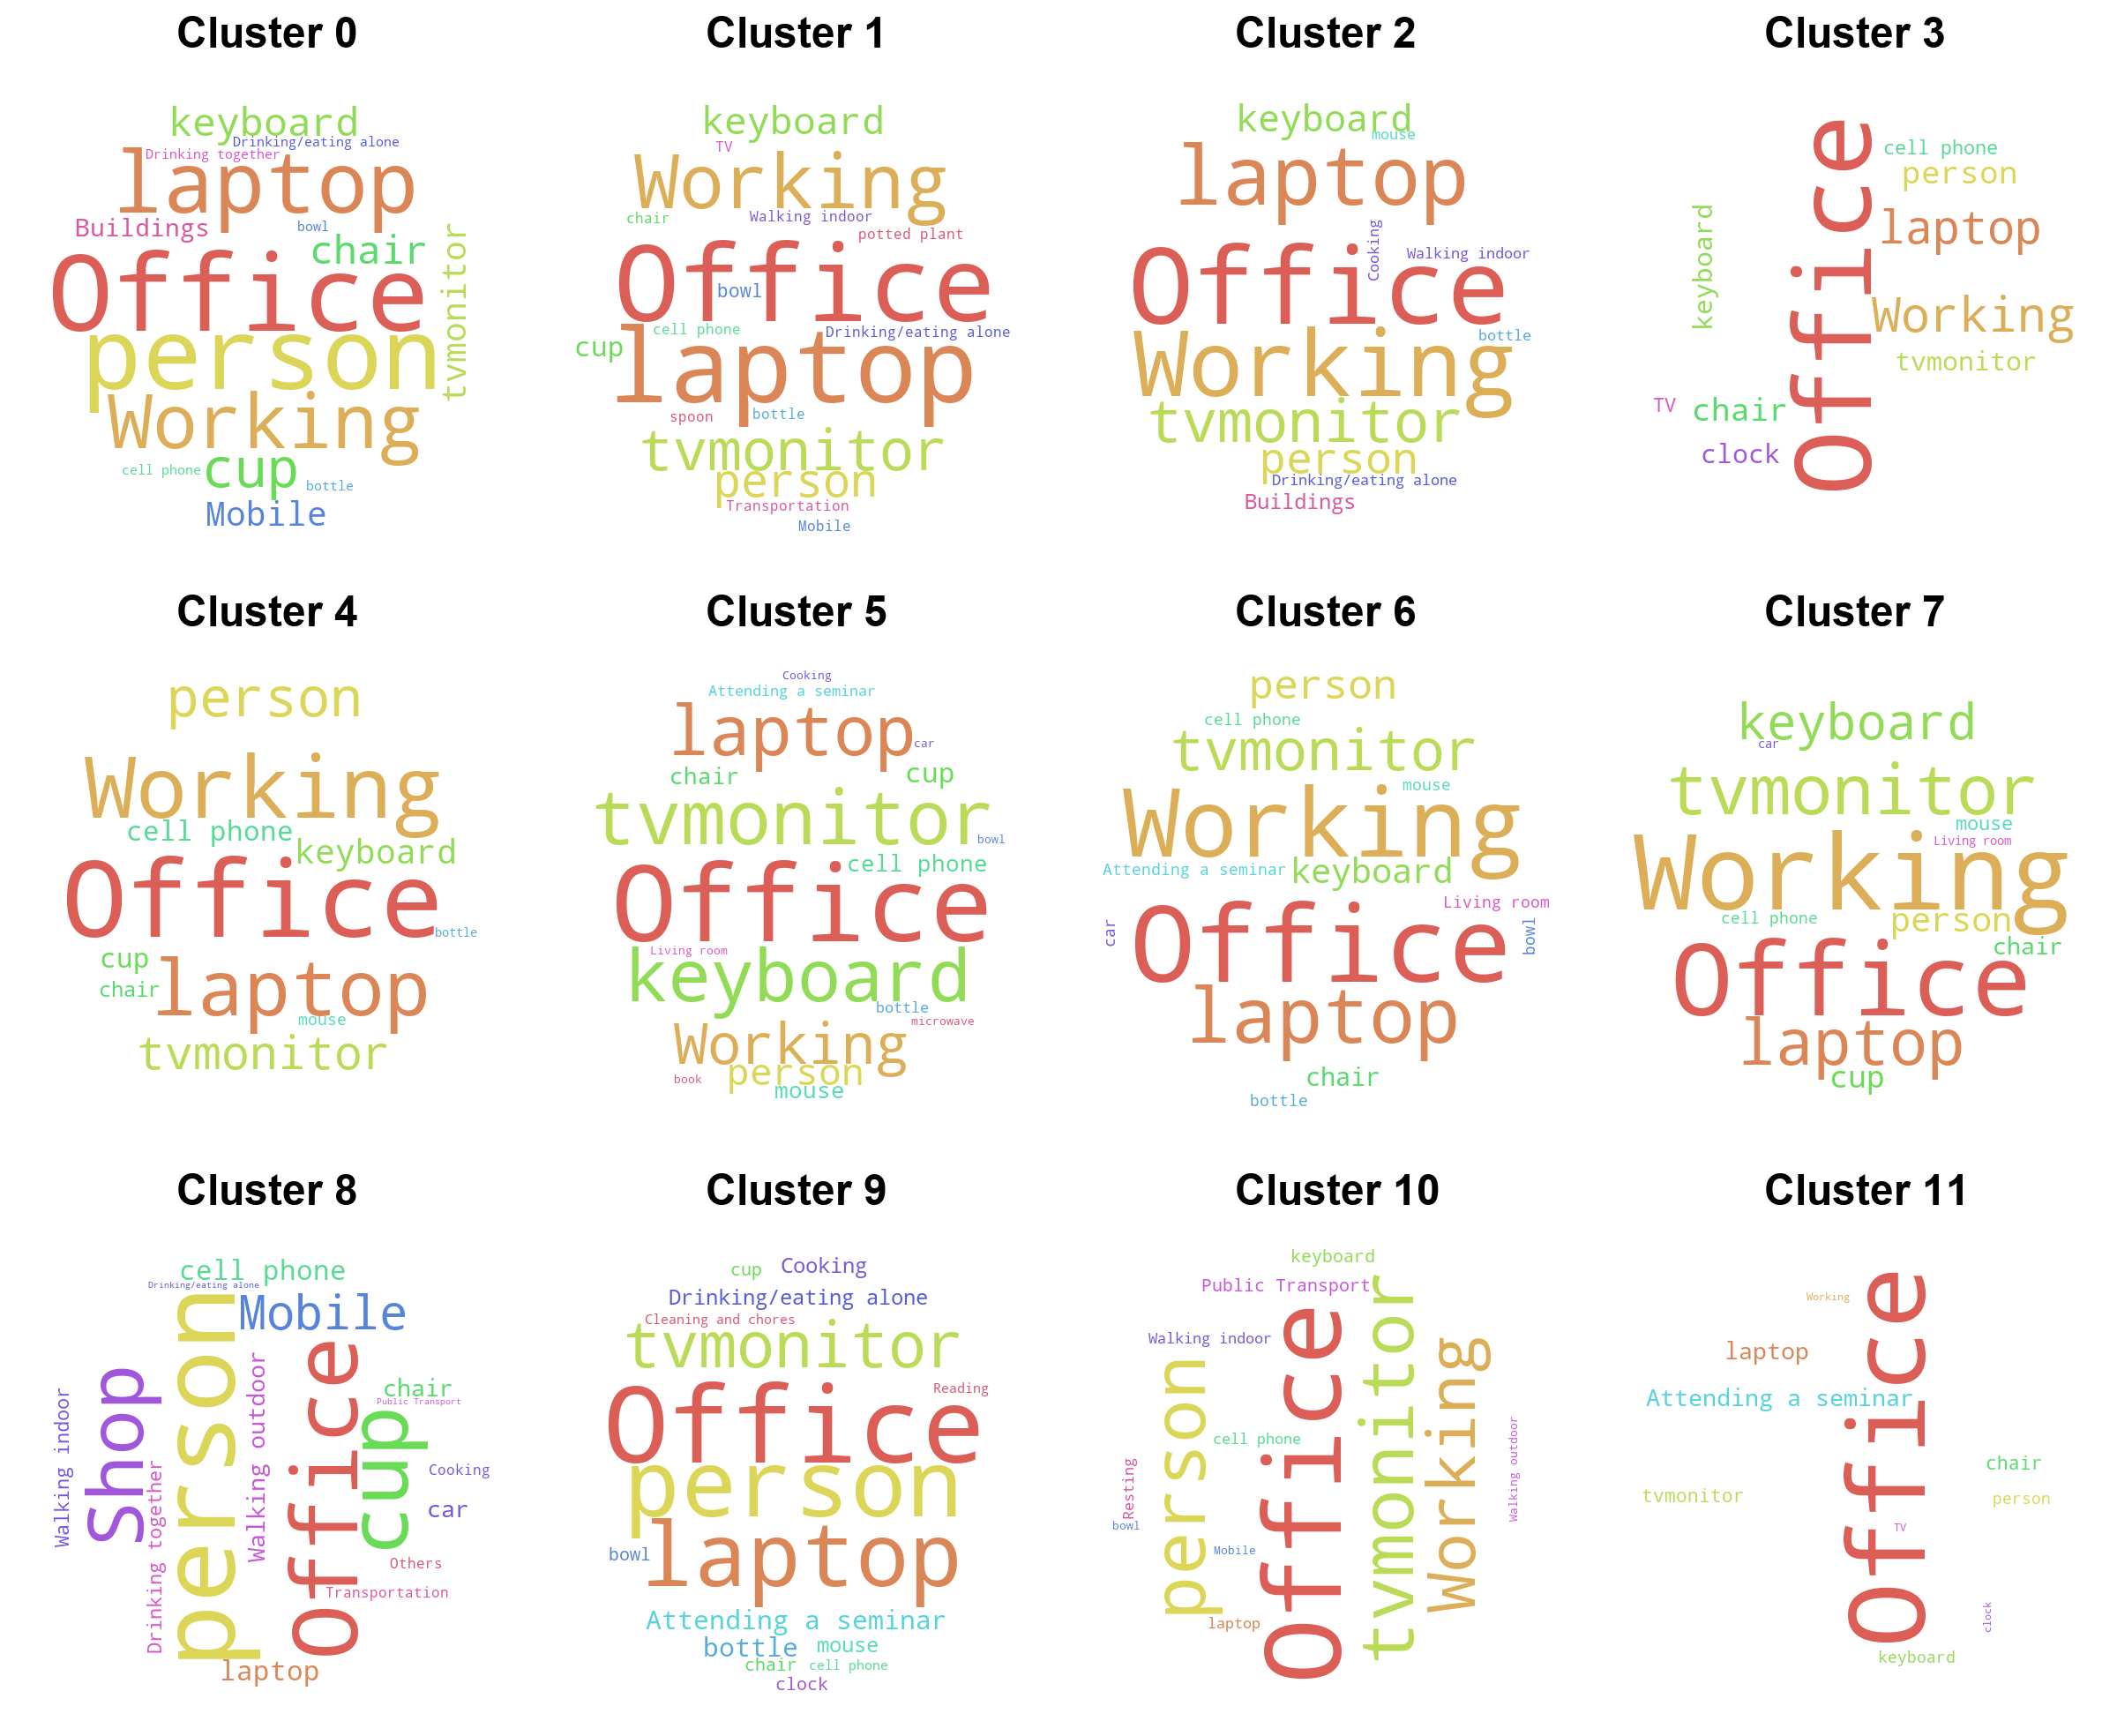 Cluster 0
keyboard
Drinking/eating alone
Drinking together
laptop
Buildings
bowl
chair
tvmonitor
Office
person
Working
cup
cell phone
bottle
Mobile
Cluster 1
keyboard
TV
Working
chair
Walking indoor
potted plant
Office
bowl
cell phone
Drinking/eating alone
cup
laptop
spoon
bottle
tvmonitor
person
Transportation
Mobile
Cluster 2
keyboard
mouse
laptop
Cooking
Walking indoor
Office
bottle
Working
tvmonitor
person
Drinking/eating alone
Buildings
Cluster 3
cell phone
person
laptop
keyboard
Office
Working
tvmonitor
TV
chair
clock
Cluster 4
person
Working
cell phone
keyboard
Office
bottle
cup
chair
laptop
mouse
tvmonitor
Cluster 5
Cooking
Attending a seminar
laptop
car
chair
cup
tvmonitor
bowl
cell phone
Office
Living room
keyboard
bottle
microwave
Working
person
book
mouse
Cluster 6
person
cell phone
tvmonitor
mouse
Working
Attending a seminar
keyboard
Living room
car
Office
bowl
laptop
chair
bottle
Cluster 7
keyboard
car
tvmonitor
mouse
Living room
Working
cell phone
person
chair
Office
laptop
cup
Cluster 8
cell phone
Drinking/eating alone
Mobile
person
Shop
Walking indoor
Walking outdoor
Office
chair
Public Transport
cup
Cooking
car
Drinking together
Others
Transportation
laptop
Cluster 9
cup
Cooking
Drinking/eating alone
Cleaning and chores
tvmonitor
Reading
Office
person
laptop
bowl
Attending a seminar
bottle
mouse
chair
cell phone
clock
Cluster 10
keyboard
Public Transport
Walking indoor
person
Office
tvmonitor
Working
cell phone
Walking outdoor
Resting
bowl
Mobile
laptop
Cluster 11
Working
laptop
Attending a seminar
Office
chair
tvmonitor
person
TV
clock
keyboard